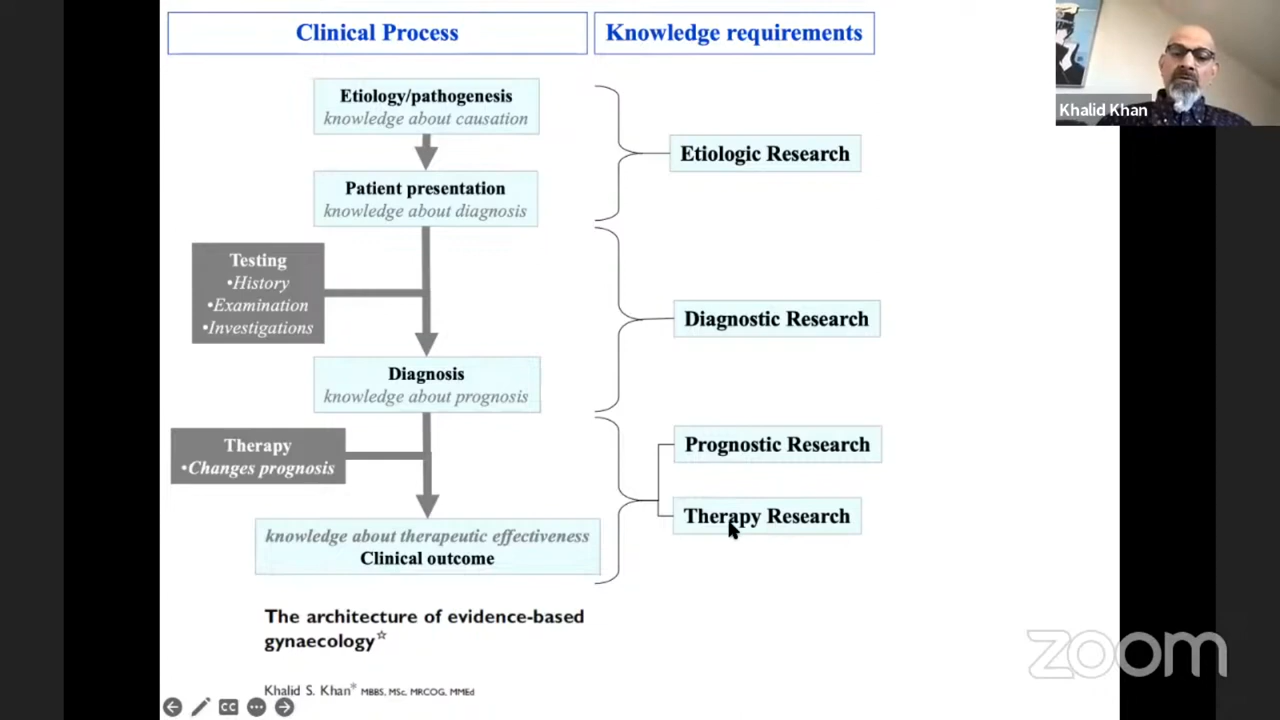 Clinical Process
Knowledge requirements
Etiology/pathogenesis
knowledge about causation
Etiologic Research
Patient presentation
knowledge about diagnosis
Testing
•History
•Examination
•Investigations
Diagnostic Research
Diagnosis
knowledge about prognosis
Therapy
•Changes prognosis
Prognostic Research
Therapy Research
knowledge about therapeutic effectiveness
Clinical outcome
The architecture of evidence-based
gynaecology☆
Khalid S. Khan* MBBS, MSc, MRCOG, MMEd
CC
Khalid Khan
zoom